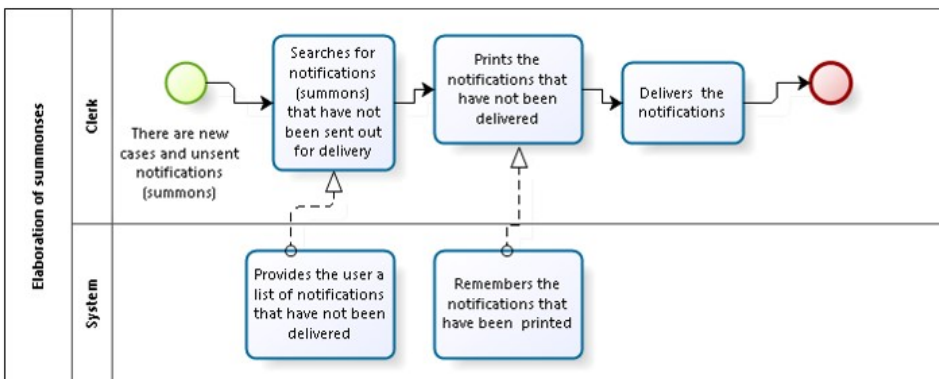 Elaboration of summonses
Clerk
There are new
cases and unsent
notifications
(summons)
Searches for
notifications
(summons)
that have not
been sent out
for delivery
Prints the
notifications that
have not been
delivered
Delivers the
notifications
System
Provides the user a
list of notifications
that have not been
delivered
Remembers the
notifications that
have been printed